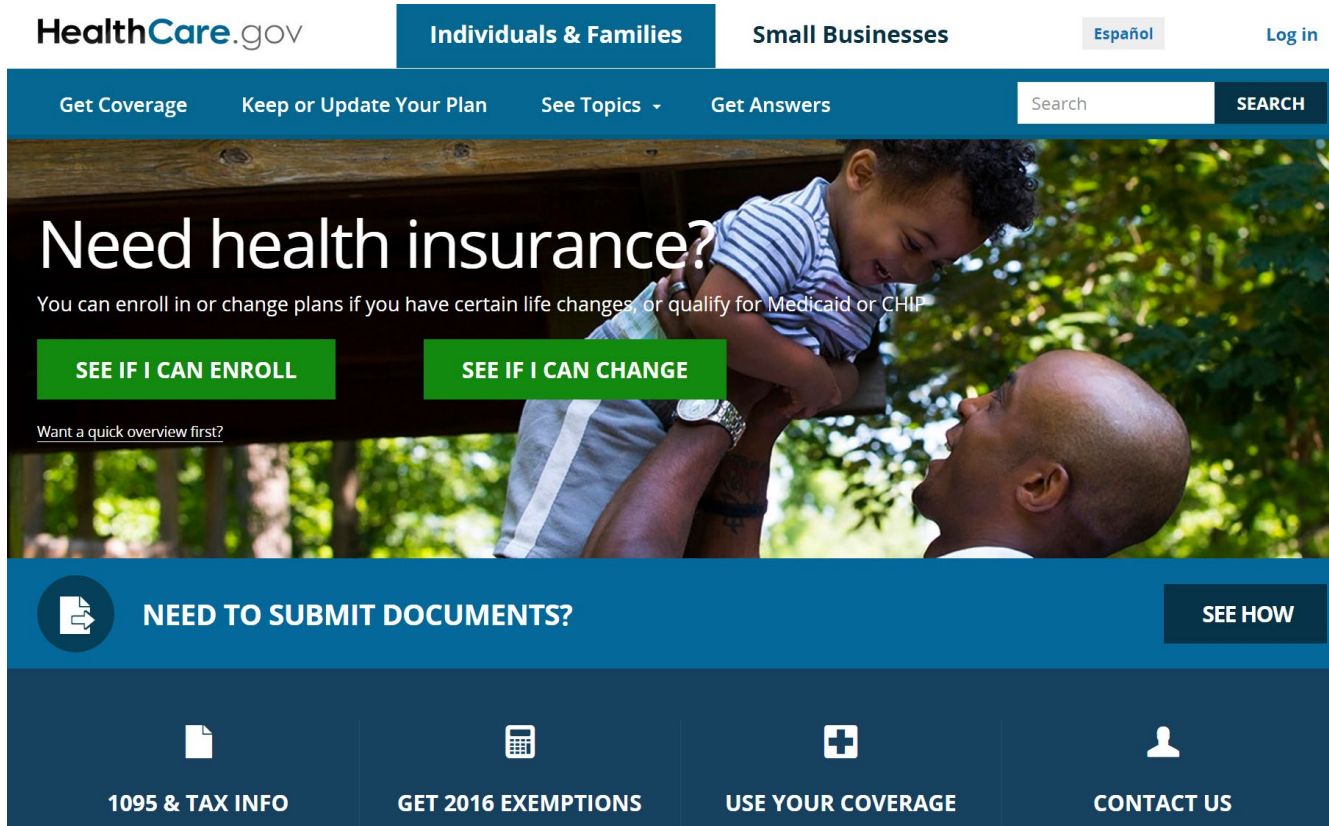 HealthCare.gov
Individuals & Families
Small Businesses
Español
Log in
Get Coverage
Keep or Update Your Plan
See Topics
Get Answers
Search
SEARCH
Need health insurance?
You can enroll in or change plans if you have certain life changes, or qualify for Medicaid or CHIP
SEE IF I CAN ENROLL
SEE IF I CAN CHANGE
Want a quick overview first?
NEED TO SUBMIT DOCUMENTS?
SEE HOW
1095 & TAX INFO
GET 2016 EXEMPTIONS
USE YOUR COVERAGE
CONTACT US